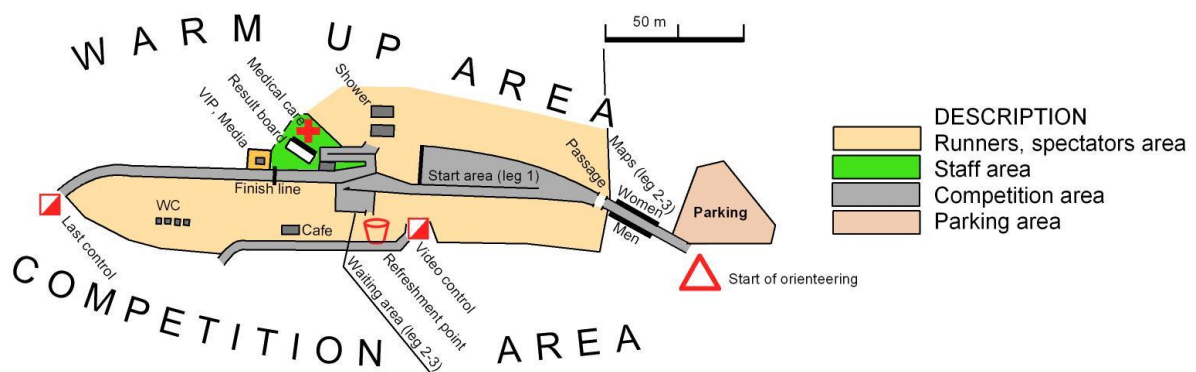 WARM UP AREA
50 m
Shower
Medical care
Result board
VIP, Media
Maps (leg 2-3)
Passage
Start area (leg 1)
Finish line
Women
Men
Parking
WC
Cafe
Last control
Video control
Refreshment point
Waiting area (leg 2-3)
Start of orienteering
COMPETITION AREA
DESCRIPTION
Runners, spectators area
Staff area
Competition area
Parking area